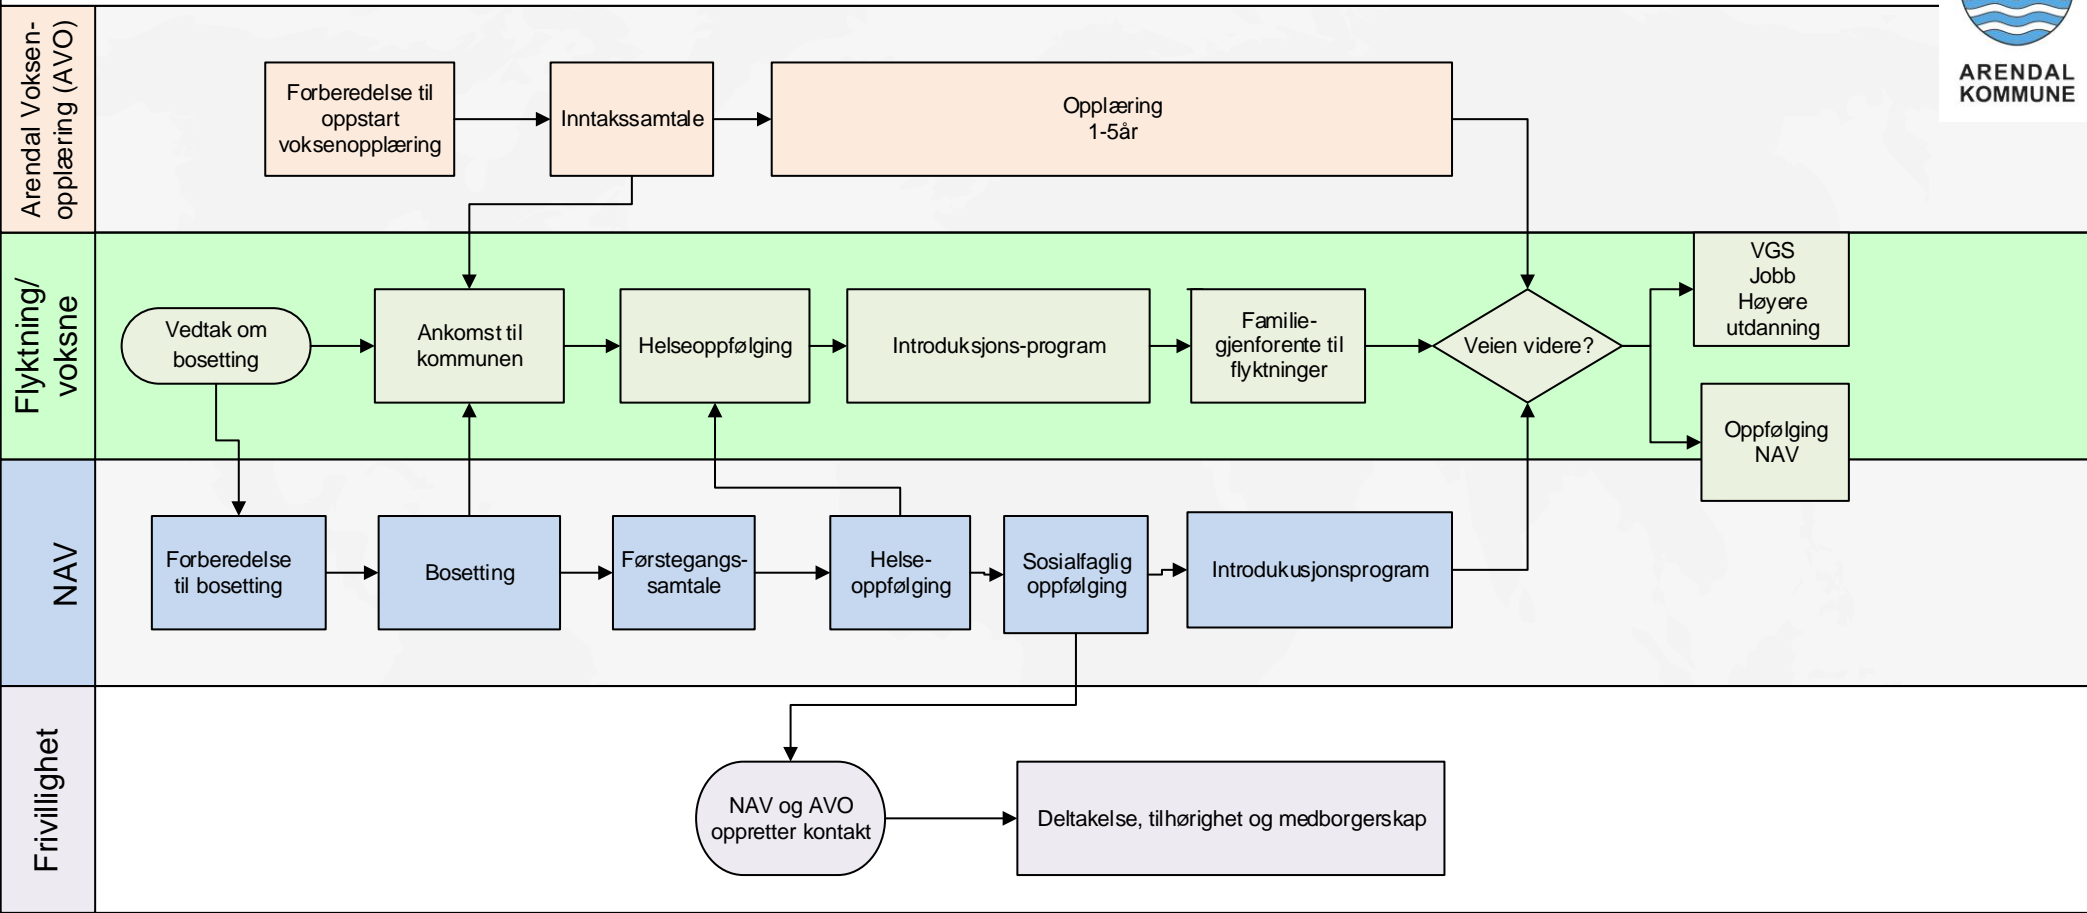 ARENDAL
KOMMUNE
Arendal Voksen-
opplæring (AVO)
Forberedelse til
oppstart
voksenopplæring
Inntakssamtale
Opplæring
1-5år
Flyktning/
voksne
Vedtak om
bosetting
Ankomst til
kommunen
Helseoppfølging
Introduksjons-program
Familie-
gjenforente til
flyktninger
Veien videre?
VGS
Jobb
Høyere
utdanning
Oppfølging
NAV
NAV
Forberedelse
til bosetting
Bosetting
Førstegangs-
samtale
Helse-
oppfølging
Sosialfaglig
oppfølging
Introdukusjonsprogram
Frivillighet
NAV og AVO
oppretter kontakt
Deltakelse, tilhørighet og medborgerskap